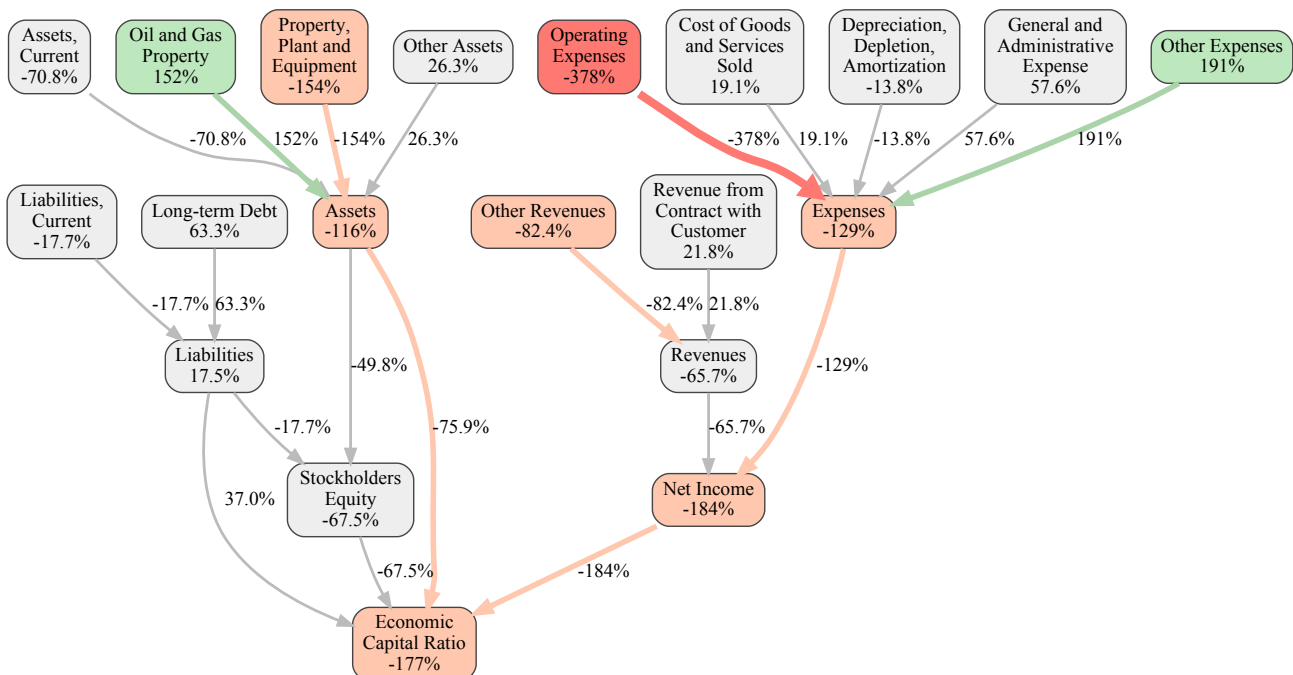 Assets,
Current
-70.8%
Oil and Gas
Property
152%
Property,
Plant and
Equipment
-154%
Other Assets
26.3%
Operating
Expenses
-378%
Cost of Goods
and Services
Sold
19.1%
Depreciation,
Depletion,
Amortization
-13.8%
General and
Administrative
Expense
57.6%
Other Expenses
191%
-70.8%
152%
-154%
26.3%
-378%
19.1%
-13.8%
57.6%
191%
Liabilities,
Current
-17.7%
Long-term Debt
63.3%
Assets
-116%
Other Revenues
-82.4%
Revenue from
Contract with
Customer
21.8%
Expenses
-129%
-17.7%
63.3%
-82.4%
21.8%
Liabilities
17.5%
-49.8%
Revenues
-65.7%
-129%
-17.7%
-75.9%
-65.7%
37.0%
Stockholders
Equity
-67.5%
Net Income
-184%
-67.5%
-184%
Economic
Capital Ratio
-177%